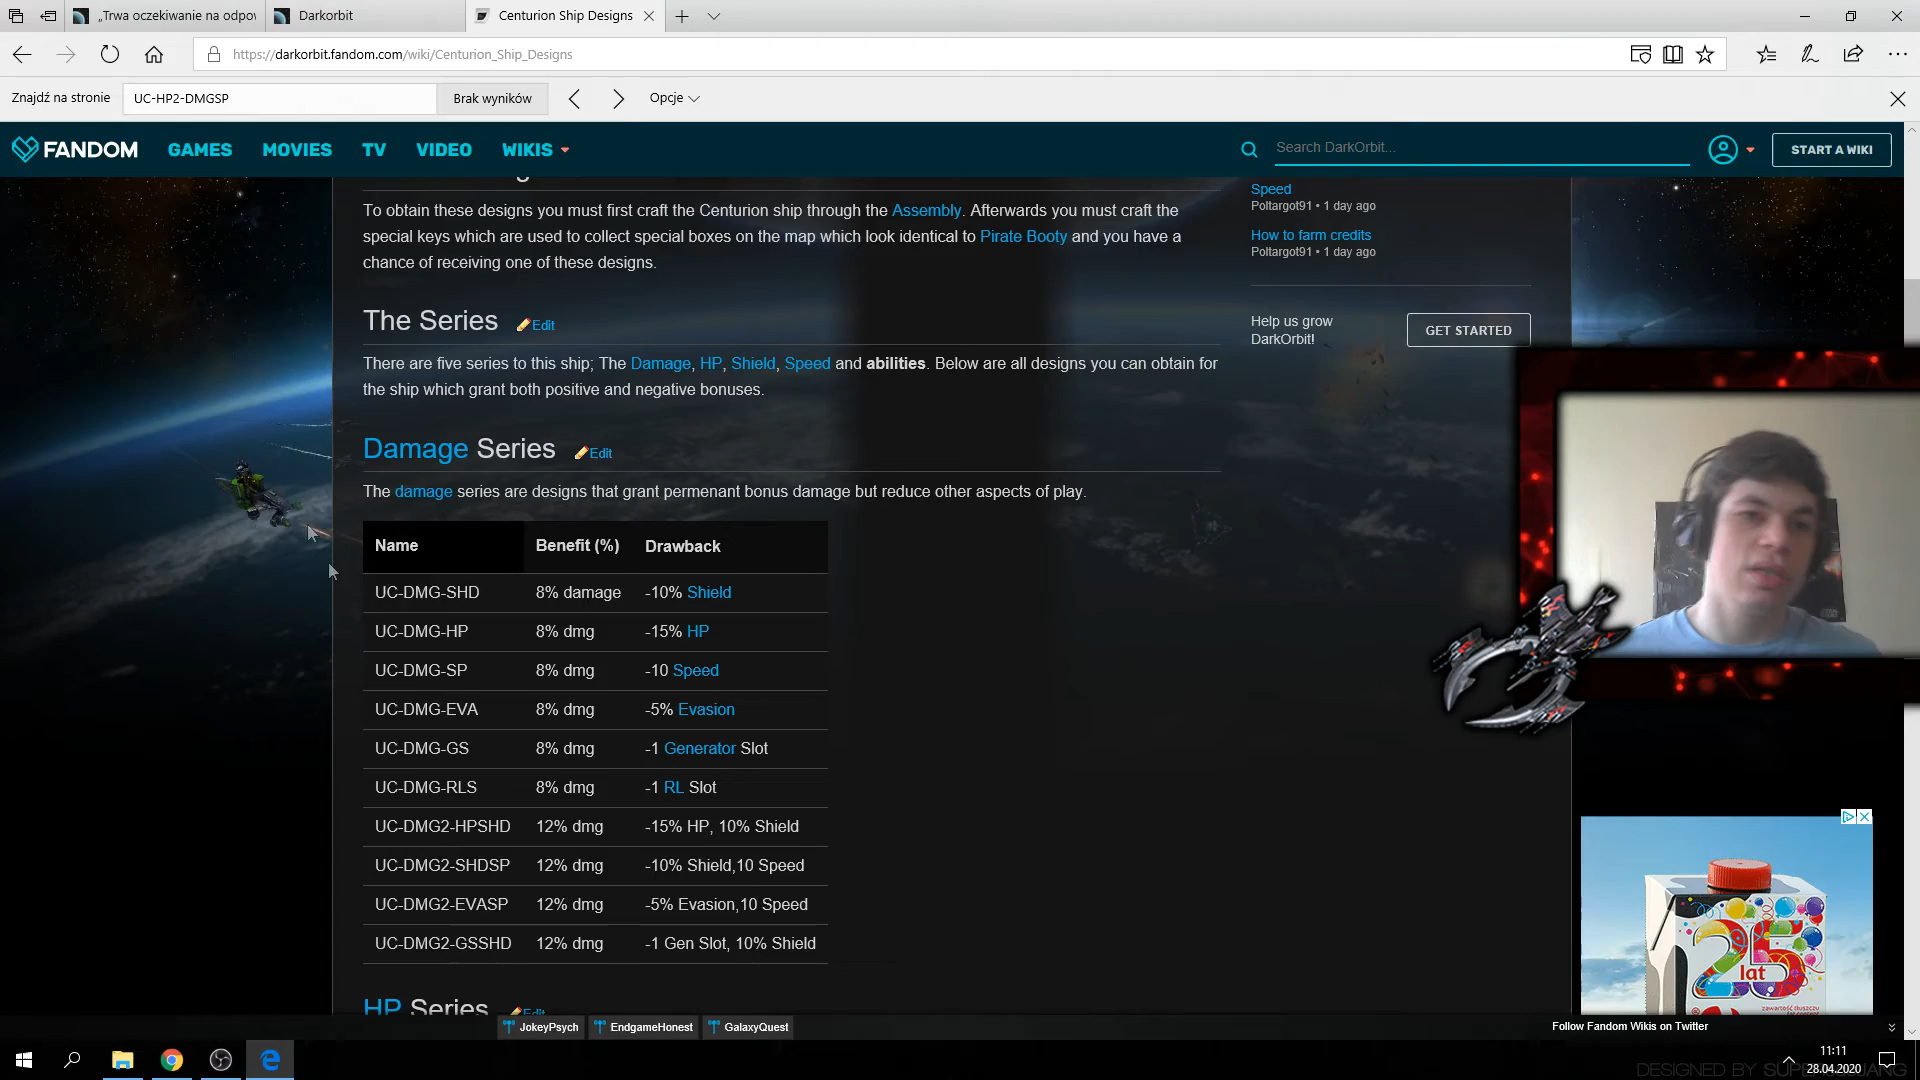 „Trwa oczekiwanie na odpov
Darkorbit
Centurion Ship Designs
https://darkorbit.fandom.com/wiki/Centurion_Ship_Designs
Znajdź na stronie
UC-HP2-DMGSP
Brak wyników
Opcje
FANDOM
GAMES
MOVIES
TV
VIDEO
WIKIS
Search DarkOrbit...
START A WIKI
To obtain these designs you must first craft the Centurion ship through the Assembly. Afterwards you must craft the
special keys which are used to collect special boxes on the map which look identical to Pirate Booty and you have a
chance of receiving one of these designs.
Speed
Poltargot91 • 1 day ago
How to farm credits
Poltargot91 • 1 day ago
Help us grow
DarkOrbit!
GET STARTED
The Series Edit
There are five series to this ship; The Damage, HP, Shield, Speed and abilities. Below are all designs you can obtain for
the ship which grant both positive and negative bonuses.
Damage Series Edit
The damage series are designs that grant permenant bonus damage but reduce other aspects of play.
Name Benefit (%) Drawback
UC-DMG-SHD 8% damage -10% Shield
UC-DMG-HP 8% dmg -15% HP
UC-DMG-SP 8% dmg -10 Speed
UC-DMG-EVA 8% dmg -5% Evasion
UC-DMG-GS 8% dmg -1 Generator Slot
UC-DMG-RLS 8% dmg -1 RL Slot
UC-DMG2-HPSHD 12% dmg -15% HP, 10% Shield
UC-DMG2-SHDSP 12% dmg -10% Shield,10 Speed
UC-DMG2-EVASP 12% dmg -5% Evasion,10 Speed
UC-DMG2-GSSHD 12% dmg -1 Gen Slot, 10% Shield
HP Series Edit
25
lat
JokeyPsych
EndgameHonest
GalaxyQuest
Follow Fandom Wikis on Twitter
11:11
28.04.2020
DESIGNED BY